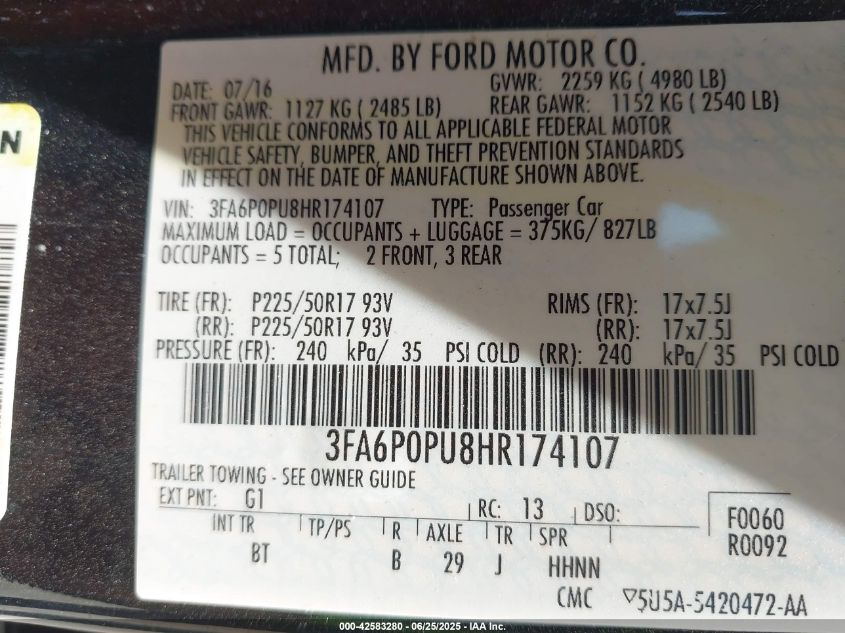 N
MFD. BY FORD MOTOR CO.
DATE: 07/16 GVWR: 2259 KG ( 4980 LB)
FRONT GAWR: 1127 KG ( 2485 LB) REAR GAWR: 1152 KG ( 2540 LB)
THIS VEHICLE CONFORMS TO ALL APPLICABLE FEDERAL MOTOR
VEHICLE SAFETY, BUMPER, AND THEFT PREVENTION STANDARDS
IN EFFECT ON THE DATE OF MANUFACTURE SHOWN ABOVE.
VIN: 3FA6P0PU8HR174107 TYPE: Passenger Car
MAXIMUM LOAD = OCCUPANTS + LUGGAGE = 375KG/ 827LB
OCCUPANTS = 5 TOTAL; 2 FRONT, 3 REAR
TIRE (FR): P225/50R17 93V RIMS (FR): 17x7.5J
(RR): P225/50R17 93V (RR): 17x7.5J
PRESSURE (FR): 240 kPa/ 35 PSI COLD (RR): 240 kPa/ 35 PSI COLD
3FA6P0PU8HR174107
TRAILER TOWING - SEE OWNER GUIDE
EXT PNT: G1 RC: 13 DSO:
F0060
INT TR TP/PS R AXLE TR SPR
R0092
BT B 29 J HHNN
CMC 5U5A-5420472-AA
000-42583280 - 06/25/2025 - IAA Inc.